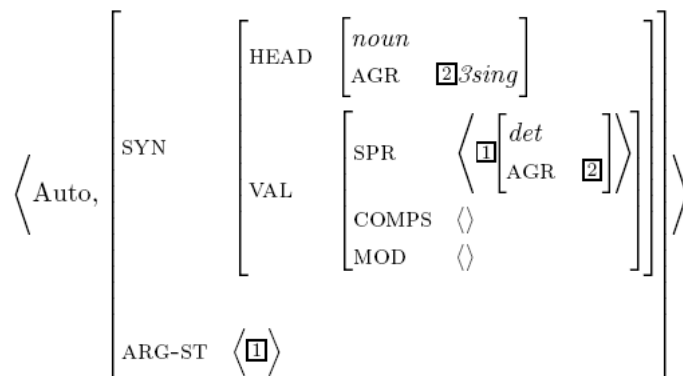 noun
HEAD
AGR 2 3sing
det
SYN SPR ⟨ 1 ⟩
AGR 2
⟨ Auto, VAL ⟩
COMPS ⟨⟩
MOD ⟨⟩
ARG-ST ⟨ 1 ⟩